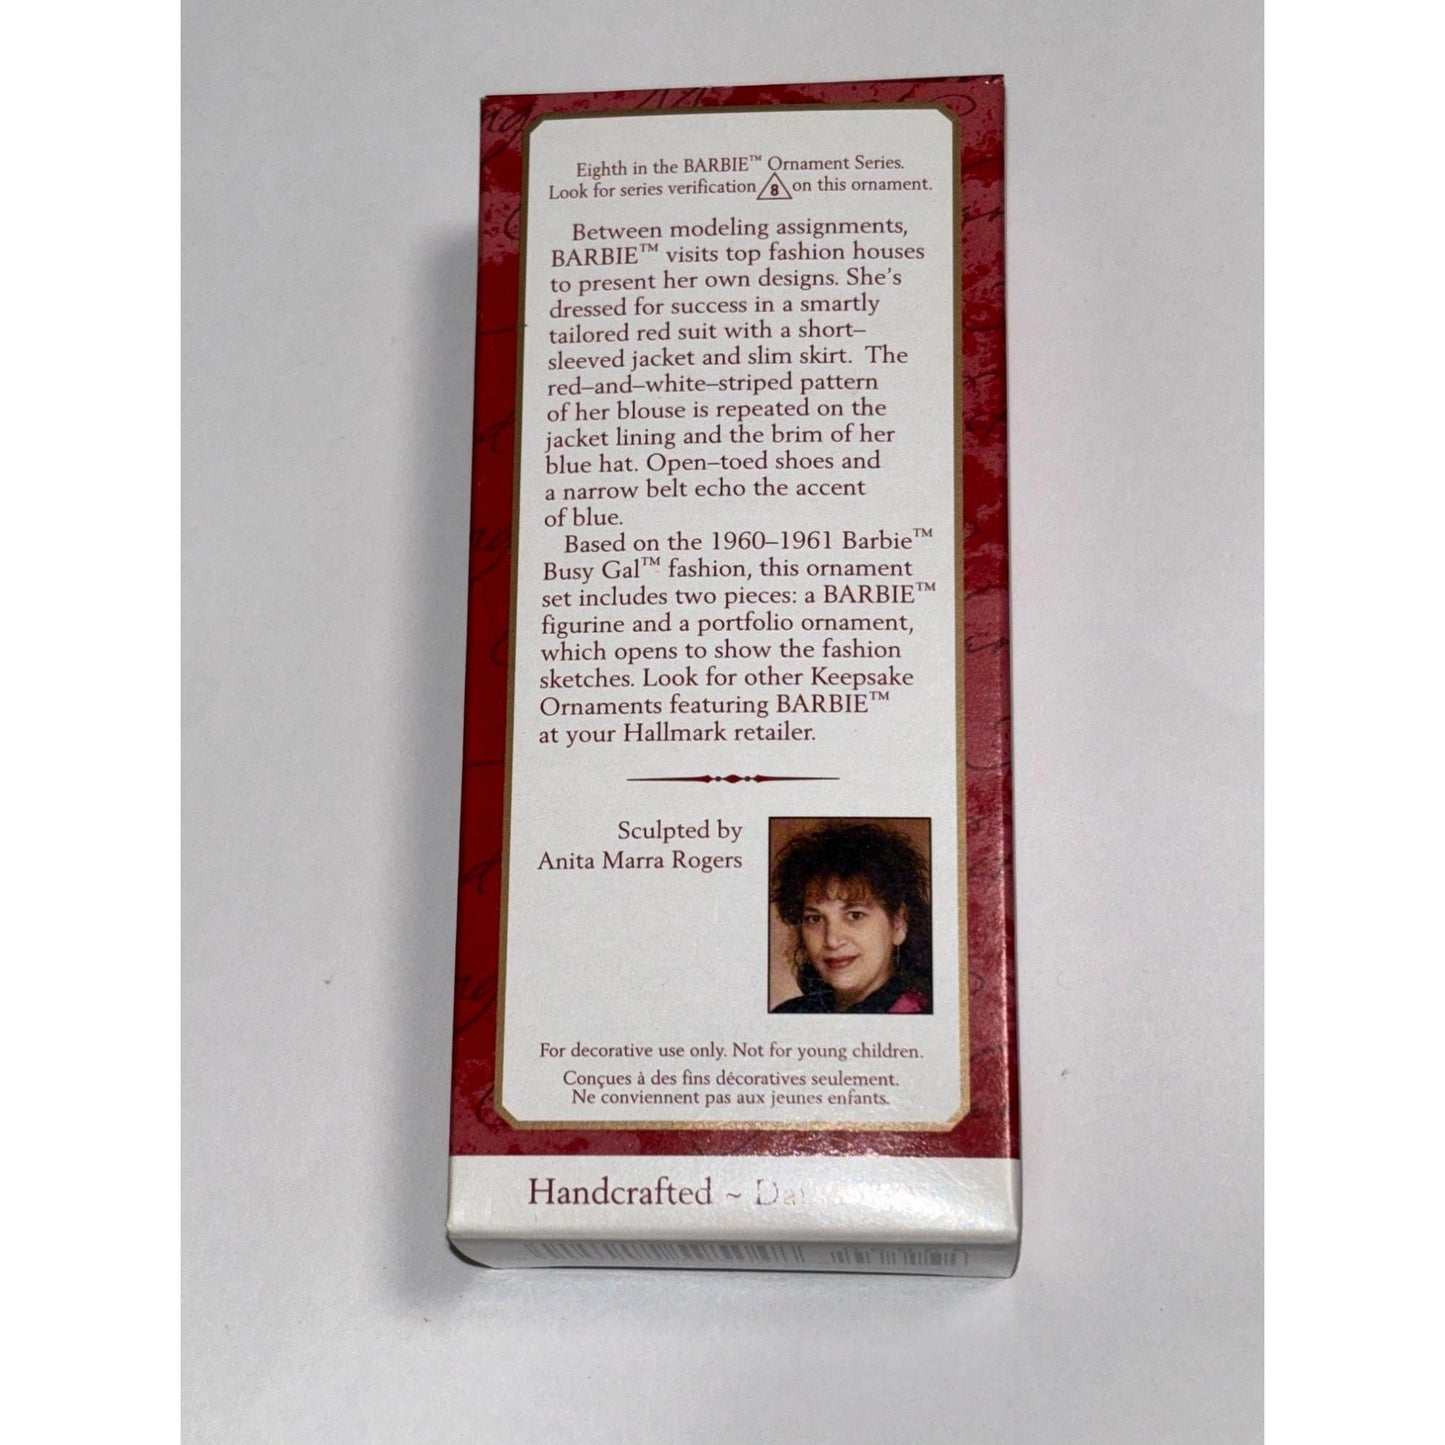 Eighth in the BARBIE™ Ornament Series.
Look for series verification 8 on this ornament.
Between modeling assignments,
BARBIE™ visits top fashion houses
to present her own designs. She's
dressed for success in a smartly
tailored red suit with a short–
sleeved jacket and slim skirt. The
red–and–white–striped pattern
of her blouse is repeated on the
jacket lining and the brim of her
blue hat. Open–toed shoes and
a narrow belt echo the accent
of blue.
Based on the 1960–1961 Barbie™
Busy Gal™ fashion, this ornament
set includes two pieces: a BARBIE™
figurine and a portfolio ornament,
which opens to show the fashion
sketches. Look for other Keepsake
Ornaments featuring BARBIE™
at your Hallmark retailer.
Sculpted by
Anita Marra Rogers
For decorative use only. Not for young children.
Conçues à des fins décoratives seulement.
Ne conviennent pas aux jeunes enfants.
Handcrafted ~